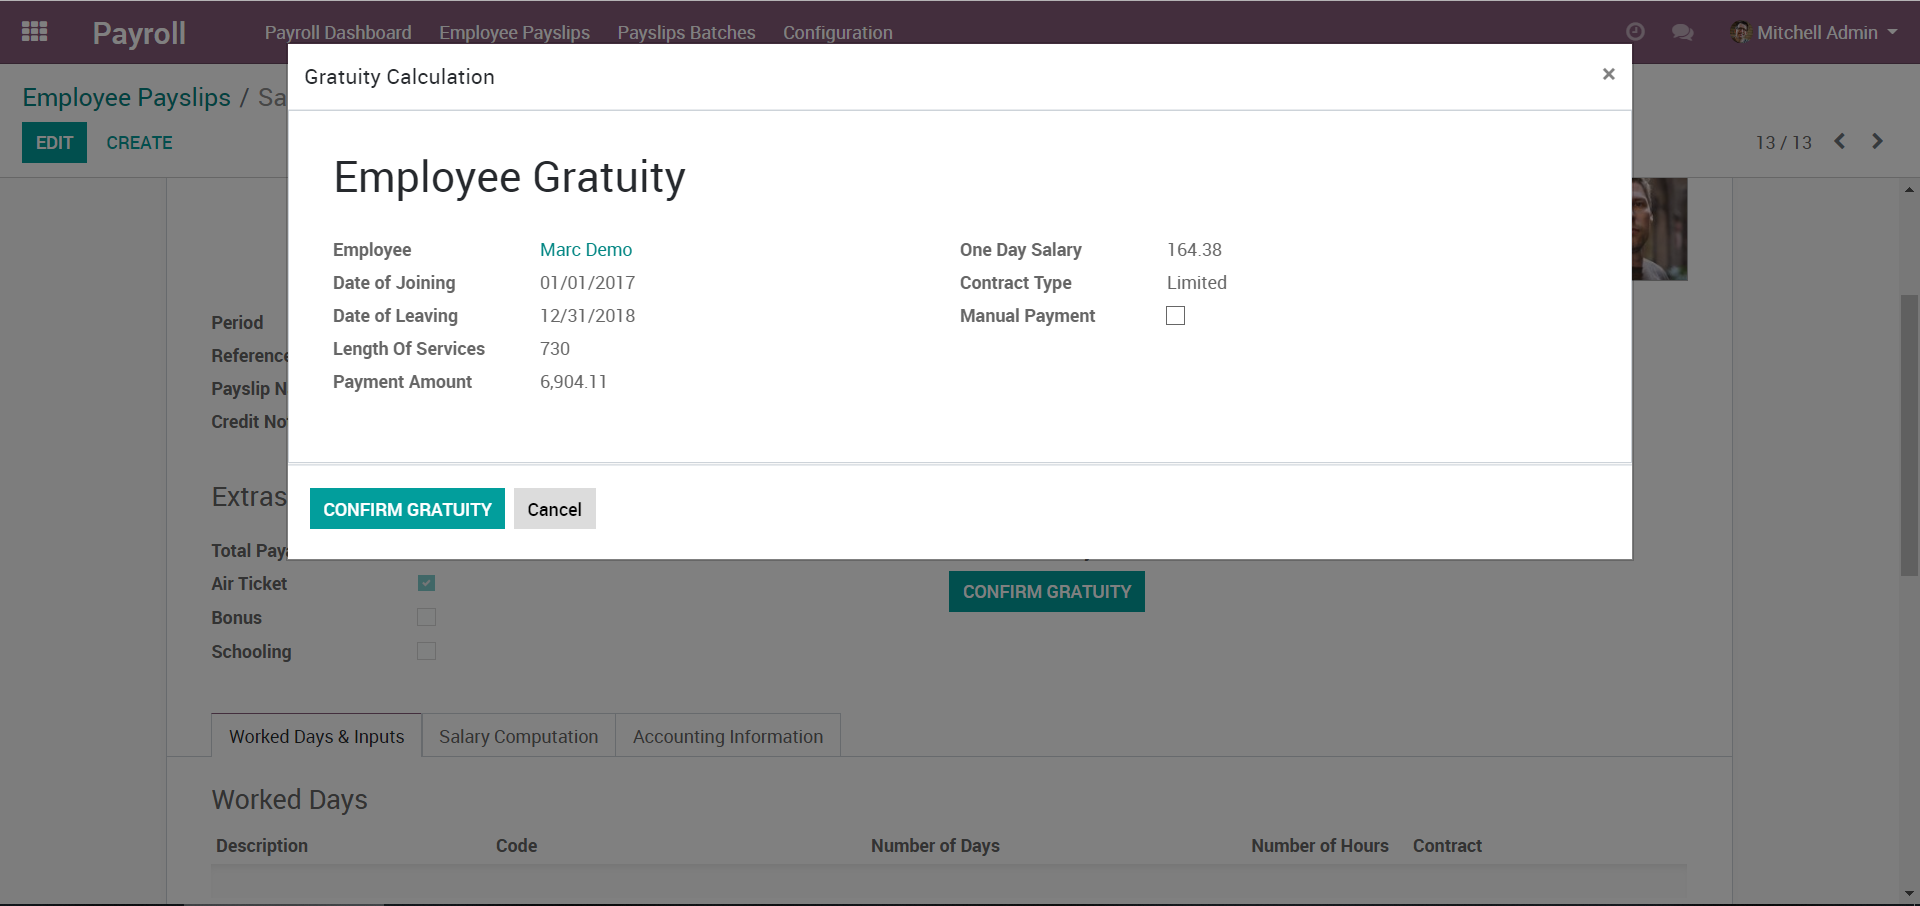 Payroll Payroll Dashboard Employee Payslips Payslips Batches Configuration Mitchell Admin
Gratuity Calculation ×
Employee Payslips / Sa
EDIT CREATE 13 / 13
Employee Gratuity
Employee Marc Demo One Day Salary 164.38
Date of Joining 01/01/2017 Contract Type Limited
Date of Leaving 12/31/2018 Manual Payment
Length Of Services 730
Payment Amount 6,904.11
Period
Reference
Payslip N
Credit No
CONFIRM GRATUITY Cancel
Extras
Total Pay
Air Ticket
CONFIRM GRATUITY
Bonus
Schooling
Worked Days & Inputs Salary Computation Accounting Information
Worked Days
Description Code Number of Days Number of Hours Contract